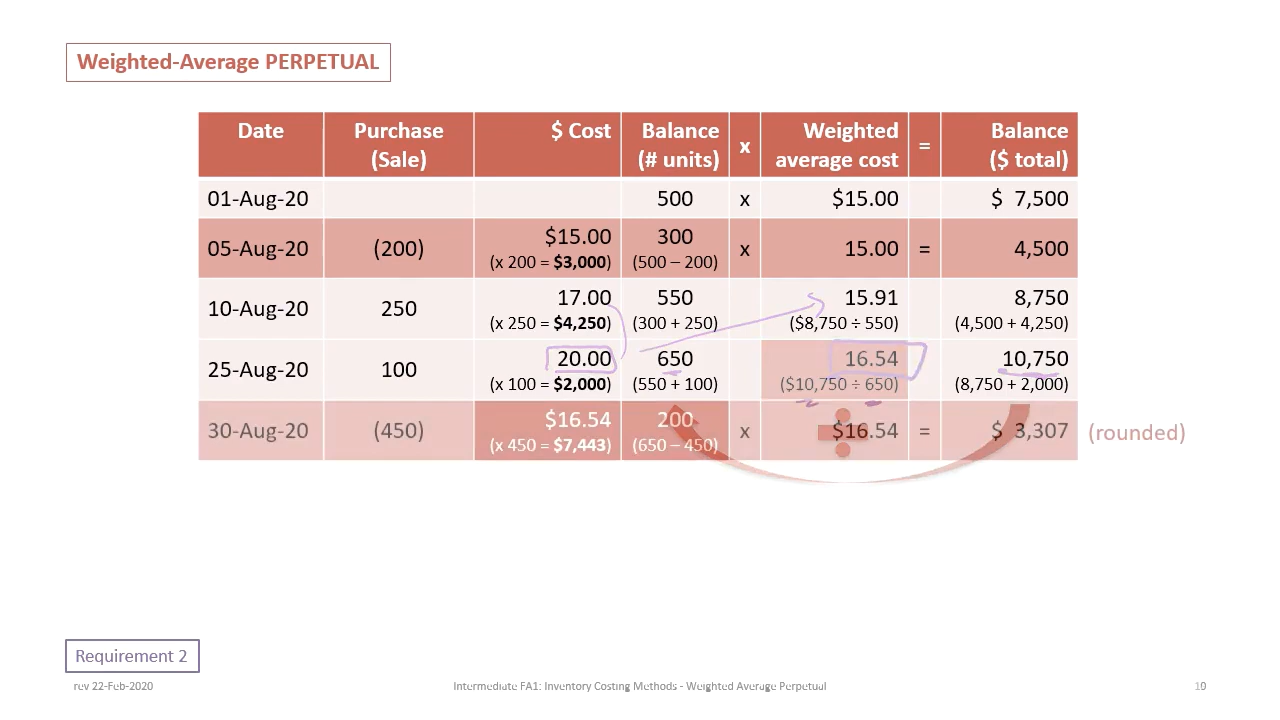 Weighted-Average PERPETUAL
Date Purchase (Sale) $ Cost Balance (# units) x Weighted average cost = Balance ($ total)
01-Aug-20 500 x $15.00 $ 7,500
05-Aug-20 (200) $15.00 300 x 15.00 = 4,500
(x 200 = $3,000) (500 – 200)
10-Aug-20 250 17.00 550 15.91 8,750
(x 250 = $4,250) (300 + 250) ($8,750 ÷ 550) (4,500 + 4,250)
25-Aug-20 100 20.00 650 16.54 10,750
(x 100 = $2,000) (550 + 100) ($10,750 ÷ 650) (8,750 + 2,000)
30-Aug-20 (450) $16.54 200 x $16.54 = $ 3,307 (rounded)
(x 450 = $7,443) (650 – 450)
÷
Requirement 2
rev 22-Feb-2020 Intermediate FA1: Inventory Costing Methods - Weighted Average Perpetual